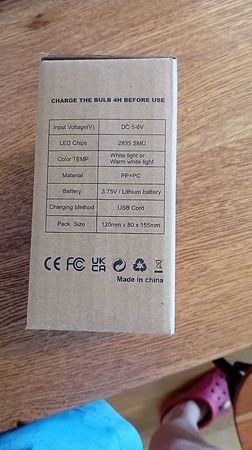 CHARGE THE BULB 4H BEFORE USE
Input Voltage(V) DC 5-6V
LED Chips 2835 SMD
Color TEMP White light or
Warm white light
Material PP+PC
Battery 3.75V / Lithium battery
Charging Method USB Cord
Pack Size 120mm x 80 x 155mm
CE FC UK
CA
Made in china